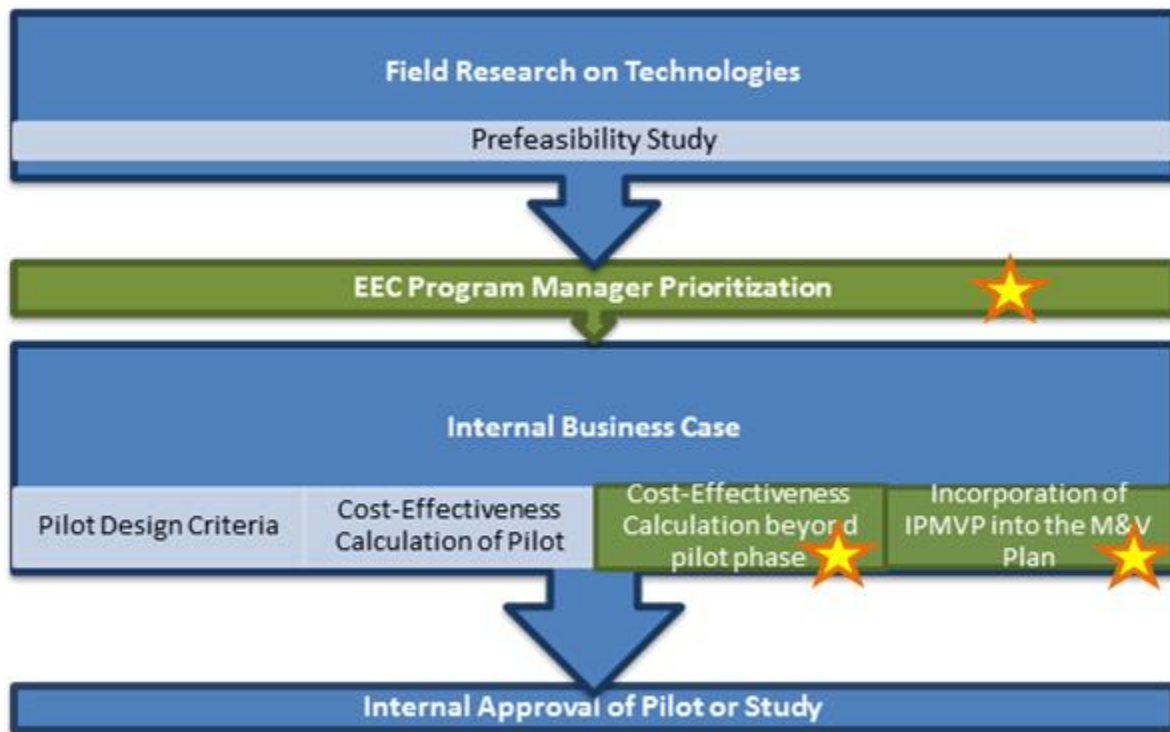 Field Research on Technologies
Prefeasibility Study
EEC Program Manager Prioritization
Internal Business Case
Pilot Design Criteria
Cost-Effectiveness
Calculation of Pilot
Cost-Effectiveness
Calculation beyond
pilot phase
Incorporation of
IPMVP into the M&V
Plan
Internal Approval of Pilot or Study